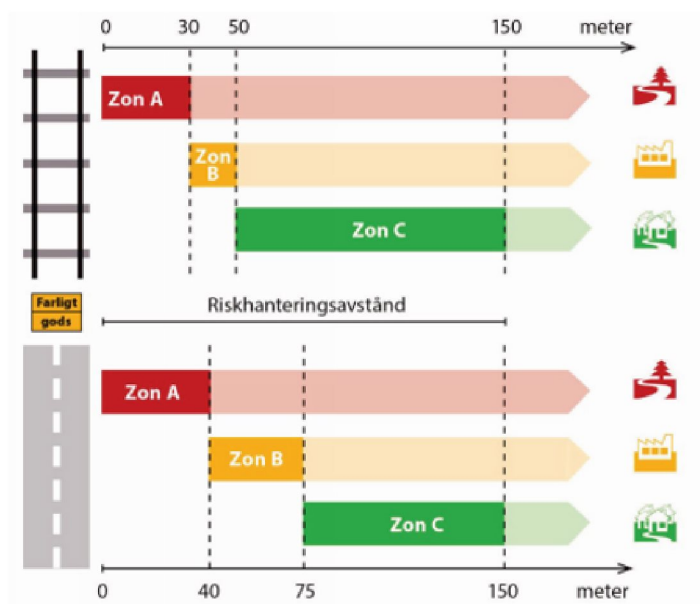 0 30 50 150 meter
Zon A
Zon
B
Zon C
Farligt
gods
Riskhanteringsavstånd
Zon A
Zon B
Zon C
0 40 75 150 meter